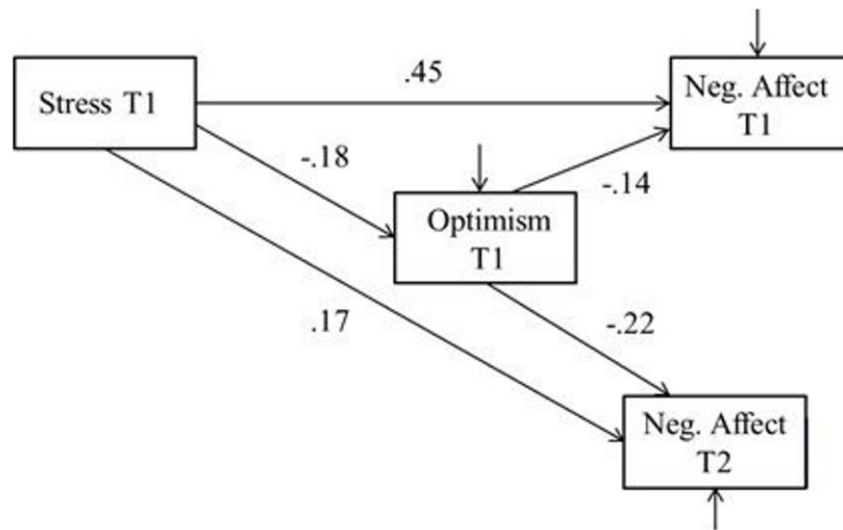 Stress T1
.45
Neg. Affect
T1
-.18
-.14
Optimism
T1
.17
-.22
Neg. Affect
T2